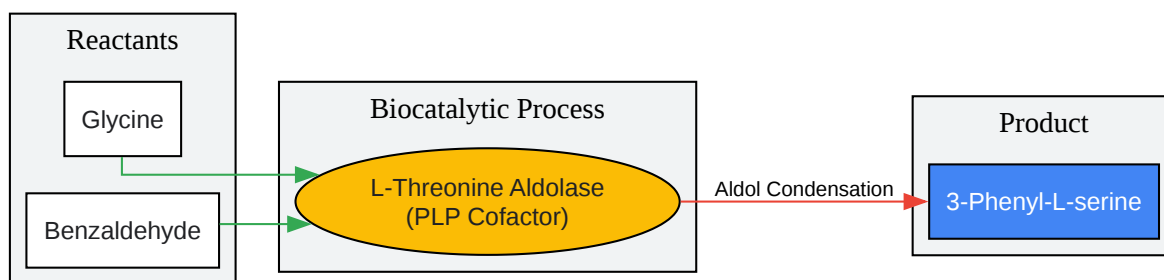 Reactants
Glycine
Benzaldehyde
Biocatalytic Process
L-Threonine Aldolase
(PLP Cofactor)
Aldol Condensation
Product
3-Phenyl-L-serine